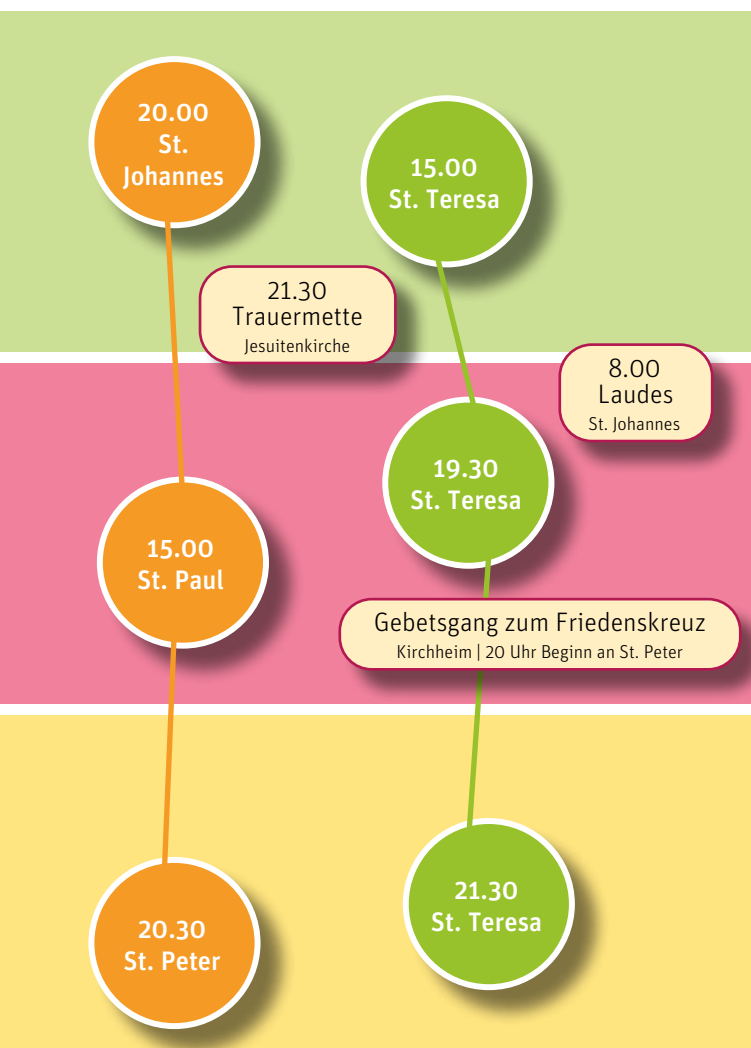 20.00
St.
Johannes
15.00
St. Teresa
21.30
Trauermette
Jesuitenkirche
8.00
Laudes
St. Johannes
19.30
St. Teresa
15.00
St. Paul
Gebetsgang zum Friedenskreuz
Kirchheim | 20 Uhr Beginn an St. Peter
21.30
St. Teresa
20.30
St. Peter